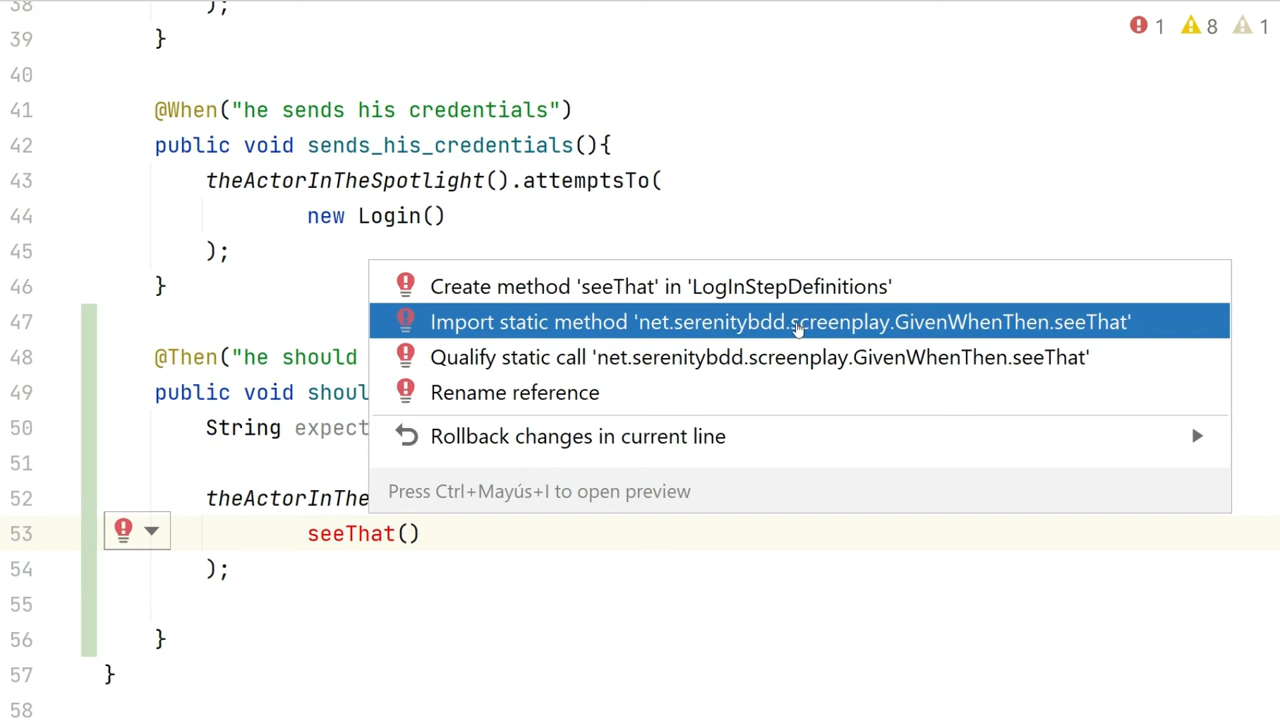 38 );
39 }
1 8 1
40
41 @When("he sends his credentials")
42 public void sends_his_credentials(){
43 theActorInTheSpotlight().attemptsTo(
44 new Login()
45 );
46 }
Create method 'seeThat' in 'LogInStepDefinitions'
47
Import static method 'net.serenitybdd.screenplay.GivenWhenThen.seeThat'
48 @Then("he should
Qualify static call 'net.serenitybdd.screenplay.GivenWhenThen.seeThat'
49 public void shoul
Rename reference
50 String expect
Rollback changes in current line
51
52 theActorInThe
Press Ctrl+Mayús+I to open preview
53 seeThat()
54 );
55
56 }
57 }
58